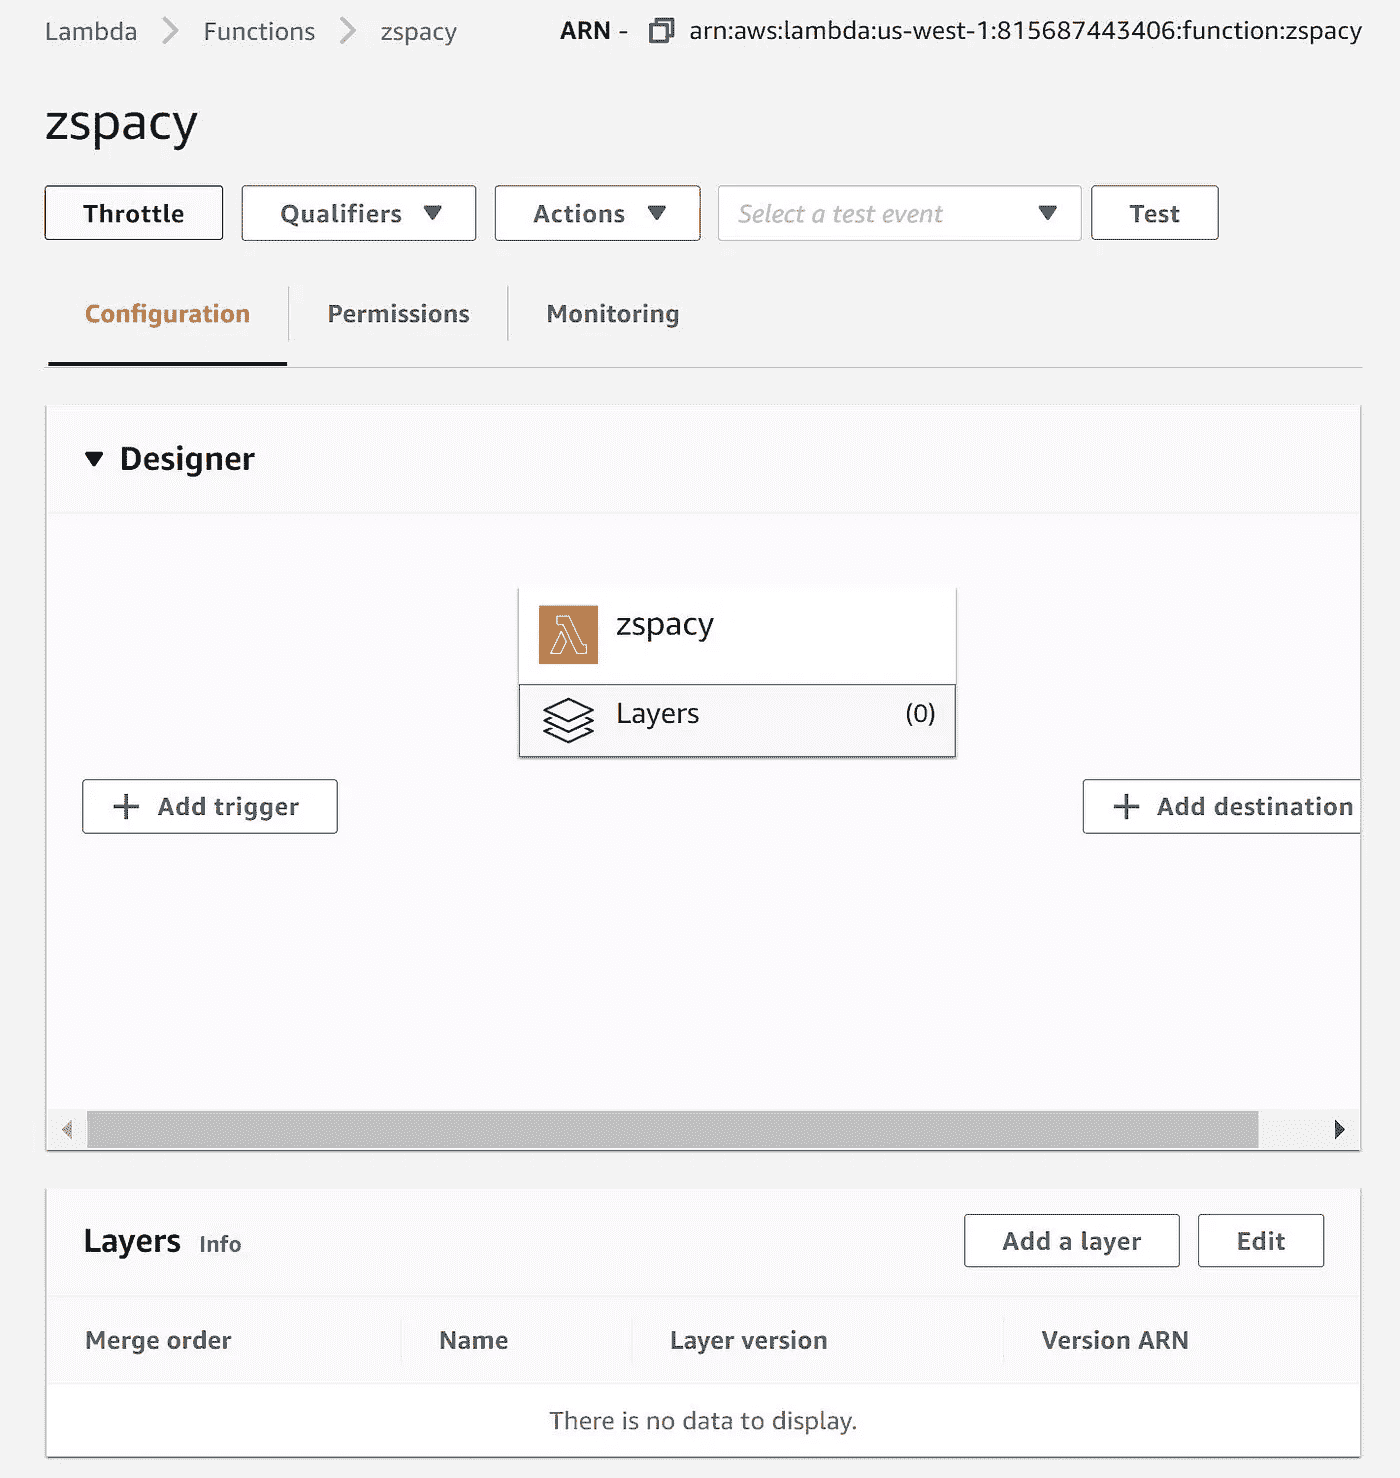 Lambda Functions zspacy ARN - arn:aws:lambda:us-west-1:815687443406:function:zspacy
zspacy
Throttle Qualifiers Actions Select a test event Test
Configuration Permissions Monitoring
Designer
zspacy
Layers (0)
+ Add trigger + Add destination
Layers Info Add a layer Edit
Merge order Name Layer version Version ARN
There is no data to display.